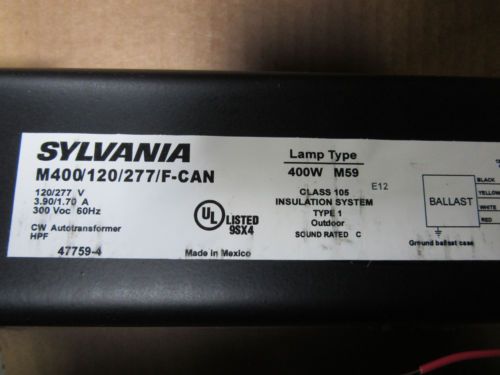 SYLVANIA
M400/120/277/F-CAN
120/277 V
3.90/1.70 A
300 Voc 60Hz
CW Autotransformer
HPF
47759-4
UL LISTED
9SX4
Made in Mexico
Lamp Type
400W M59
CLASS 105
INSULATION SYSTEM
TYPE 1
Outdoor
SOUND RATED C
E12
BALLAST
BLACK
YELLOW
WHITE
RED
Ground ballast case